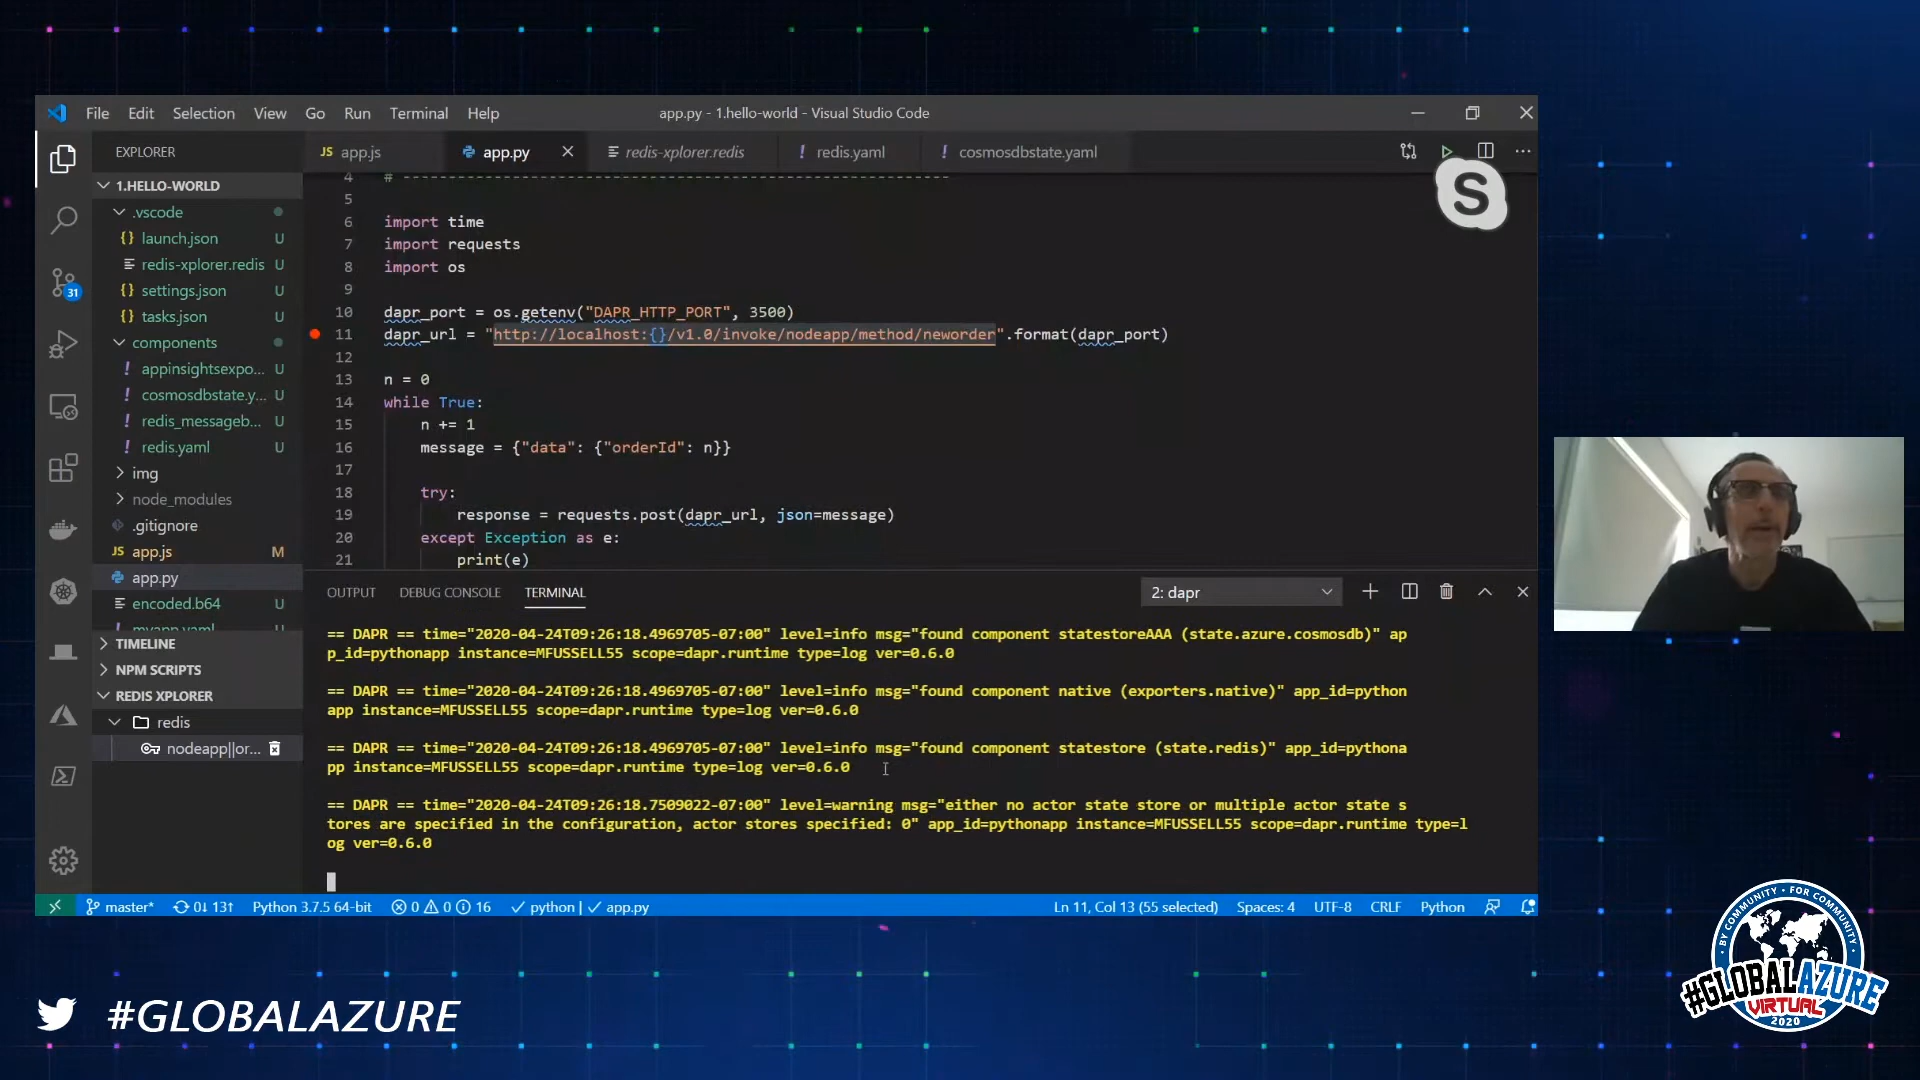 File Edit Selection View Go Run Terminal Help
app.py - 1.hello-world - Visual Studio Code
EXPLORER
JS app.js
app.py
redis-xplorer.redis
! redis.yaml
! cosmosdbstate.yaml
1.HELLO-WORLD
.vscode
{} launch.json U
redis-xplorer.redis U
{} settings.json U
{} tasks.json U
components
! appinsightsexpo... U
! cosmosdbstate.y... U
! redis_messageb... U
! redis.yaml U
img
node_modules
.gitignore
JS app.js M
app.py
encoded.b64 U
myapp.yaml U
TIMELINE
NPM SCRIPTS
REDIS XPLORER
redis
nodeapp||or...
31
4 # ------------------------------------------------------------
5
6 import time
7 import requests
8 import os
9
10 dapr_port = os.getenv("DAPR_HTTP_PORT", 3500)
11 dapr_url = "http://localhost:{}/v1.0/invoke/nodeapp/method/neworder".format(dapr_port)
12
13 n = 0
14 while True:
15 n += 1
16 message = {"data": {"orderId": n}}
17
18 try:
19 response = requests.post(dapr_url, json=message)
20 except Exception as e:
21 print(e)
S
OUTPUT DEBUG CONSOLE TERMINAL
2: dapr
== DAPR == time="2020-04-24T09:26:18.4969705-07:00" level=info msg="found component statestoreAAA (state.azure.cosmosdb)" ap
p_id=pythonapp instance=MFUSSELL55 scope=dapr.runtime type=log ver=0.6.0
== DAPR == time="2020-04-24T09:26:18.4969705-07:00" level=info msg="found component native (exporters.native)" app_id=python
app instance=MFUSSELL55 scope=dapr.runtime type=log ver=0.6.0
== DAPR == time="2020-04-24T09:26:18.4969705-07:00" level=info msg="found component statestore (state.redis)" app_id=pythona
pp instance=MFUSSELL55 scope=dapr.runtime type=log ver=0.6.0
== DAPR == time="2020-04-24T09:26:18.7509022-07:00" level=warning msg="either no actor state store or multiple actor state s
tores are specified in the configuration, actor stores specified: 0" app_id=pythonapp instance=MFUSSELL55 scope=dapr.runtime type=l
og ver=0.6.0
master* 0↓ 13↑ Python 3.7.5 64-bit 0 0 16 ✓ python | ✓ app.py
Ln 11, Col 13 (55 selected) Spaces: 4 UTF-8 CRLF Python
#GLOBALAZURE
BY COMMUNITY • FOR COMMUNITY
#GLOBALAZURE
VIRTUAL
2020